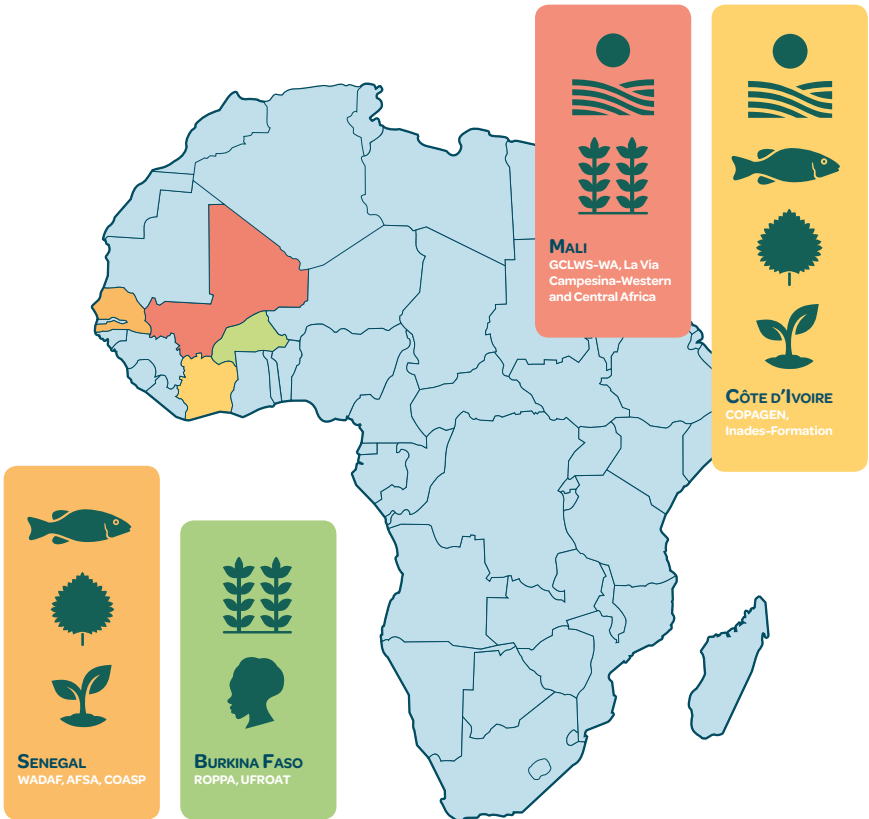 MALI
GCLWS-WA, La Via
Campesina-Western
and Central Africa
CÔTE D'IVOIRE
COPAGEN,
Inades-Formation
SENEGAL
WADAF, AFSA, COASP
BURKINA FASO
ROPPA, UFROAT